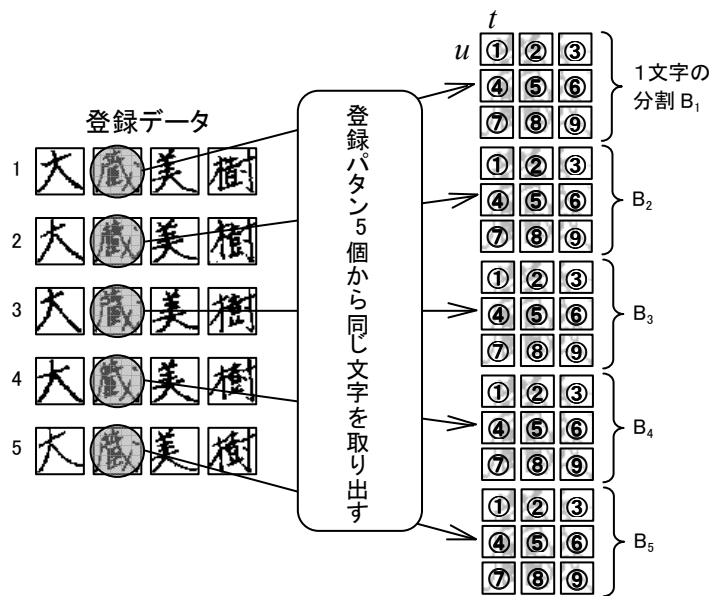 t
u
① ② ③
④ ⑤ ⑥
⑦ ⑧ ⑨
1文字の
分割 B1
登録データ
1 大 蔵 美 樹
2 大 蔵 美 樹
3 大 蔵 美 樹
4 大 蔵 美 樹
5 大 蔵 美 樹
登録パタン5個から同じ文字を取り出す
① ② ③
④ ⑤ ⑥
⑦ ⑧ ⑨
B2
① ② ③
④ ⑤ ⑥
⑦ ⑧ ⑨
B3
① ② ③
④ ⑤ ⑥
⑦ ⑧ ⑨
B4
① ② ③
④ ⑤ ⑥
⑦ ⑧ ⑨
B5